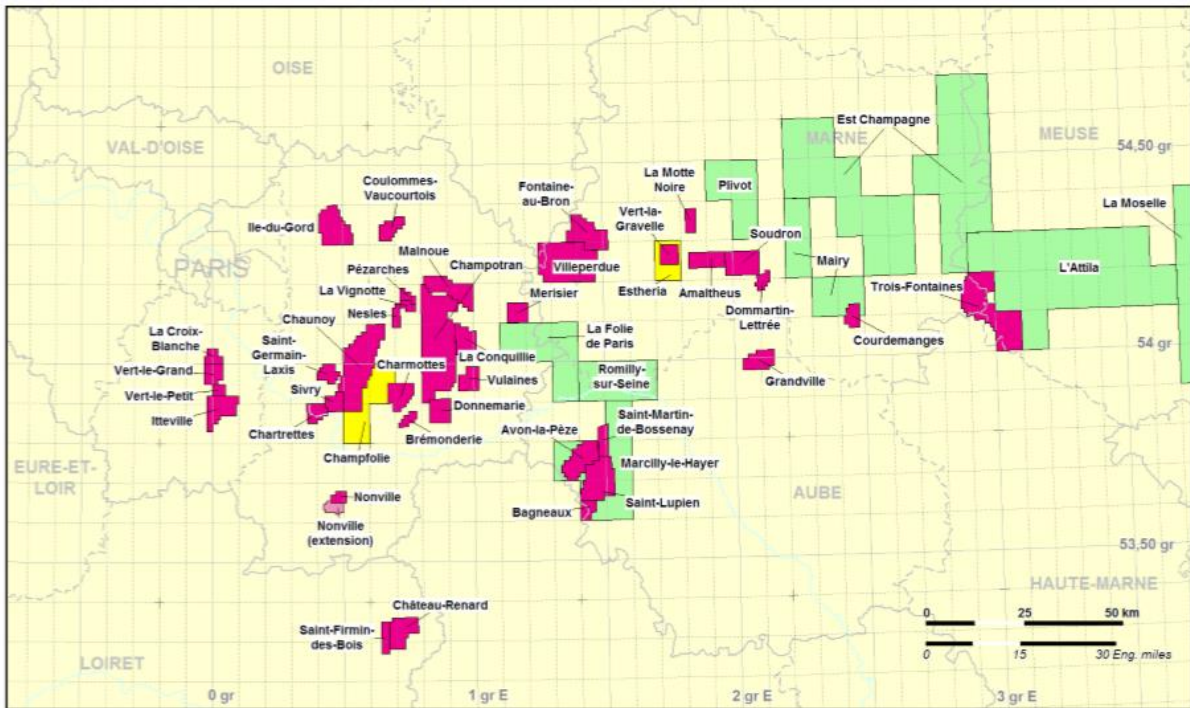 OISE
VAL-D'OISE
MARNE
MEUSE
54,50 gr
Est Champagne
Coulommes-
Vaucourtois
Fontaine-
au-Bron
La Motte
Noire
Plivot
Vert-la-
Gravelle
La Moselle
Ile-du-Gord
PARIS
Malnoue
Pézarches
Champotran
La Vignotte
Nesles
Villeperdue
Merisier
Estheria
Amaltheus
Soudron
Mairy
Dommartin-
Lettrée
L'Attila
Trois-Fontaines
Courdemanges
54 gr
Chaunoy
La Croix-
Blanche
Saint-
Germain-
Laxis
Vert-le-Grand
Vert-le-Petit
Sivry
Itteville
Chartrettes
Charmottes
La Conquillie
Vulaines
Donnemarie
Brémonderie
Champfolie
La Folie
de Paris
Romilly-
sur-Seine
Grandville
Saint-Martin-
de-Bossenay
Avon-la-Pèze
Marcilly-le-Hayer
Saint-Lupien
Bagneaux
AUBE
EURE-ET-
LOIR
Nonville
Nonville
(extension)
53,50 gr
HAUTE-MARNE
Château-Renard
Saint-Firmin-
des-Bois
LOIRET
0 25 50 km
0 15 30 Eng. miles
0 gr
1 gr E
2 gr E
3 gr E